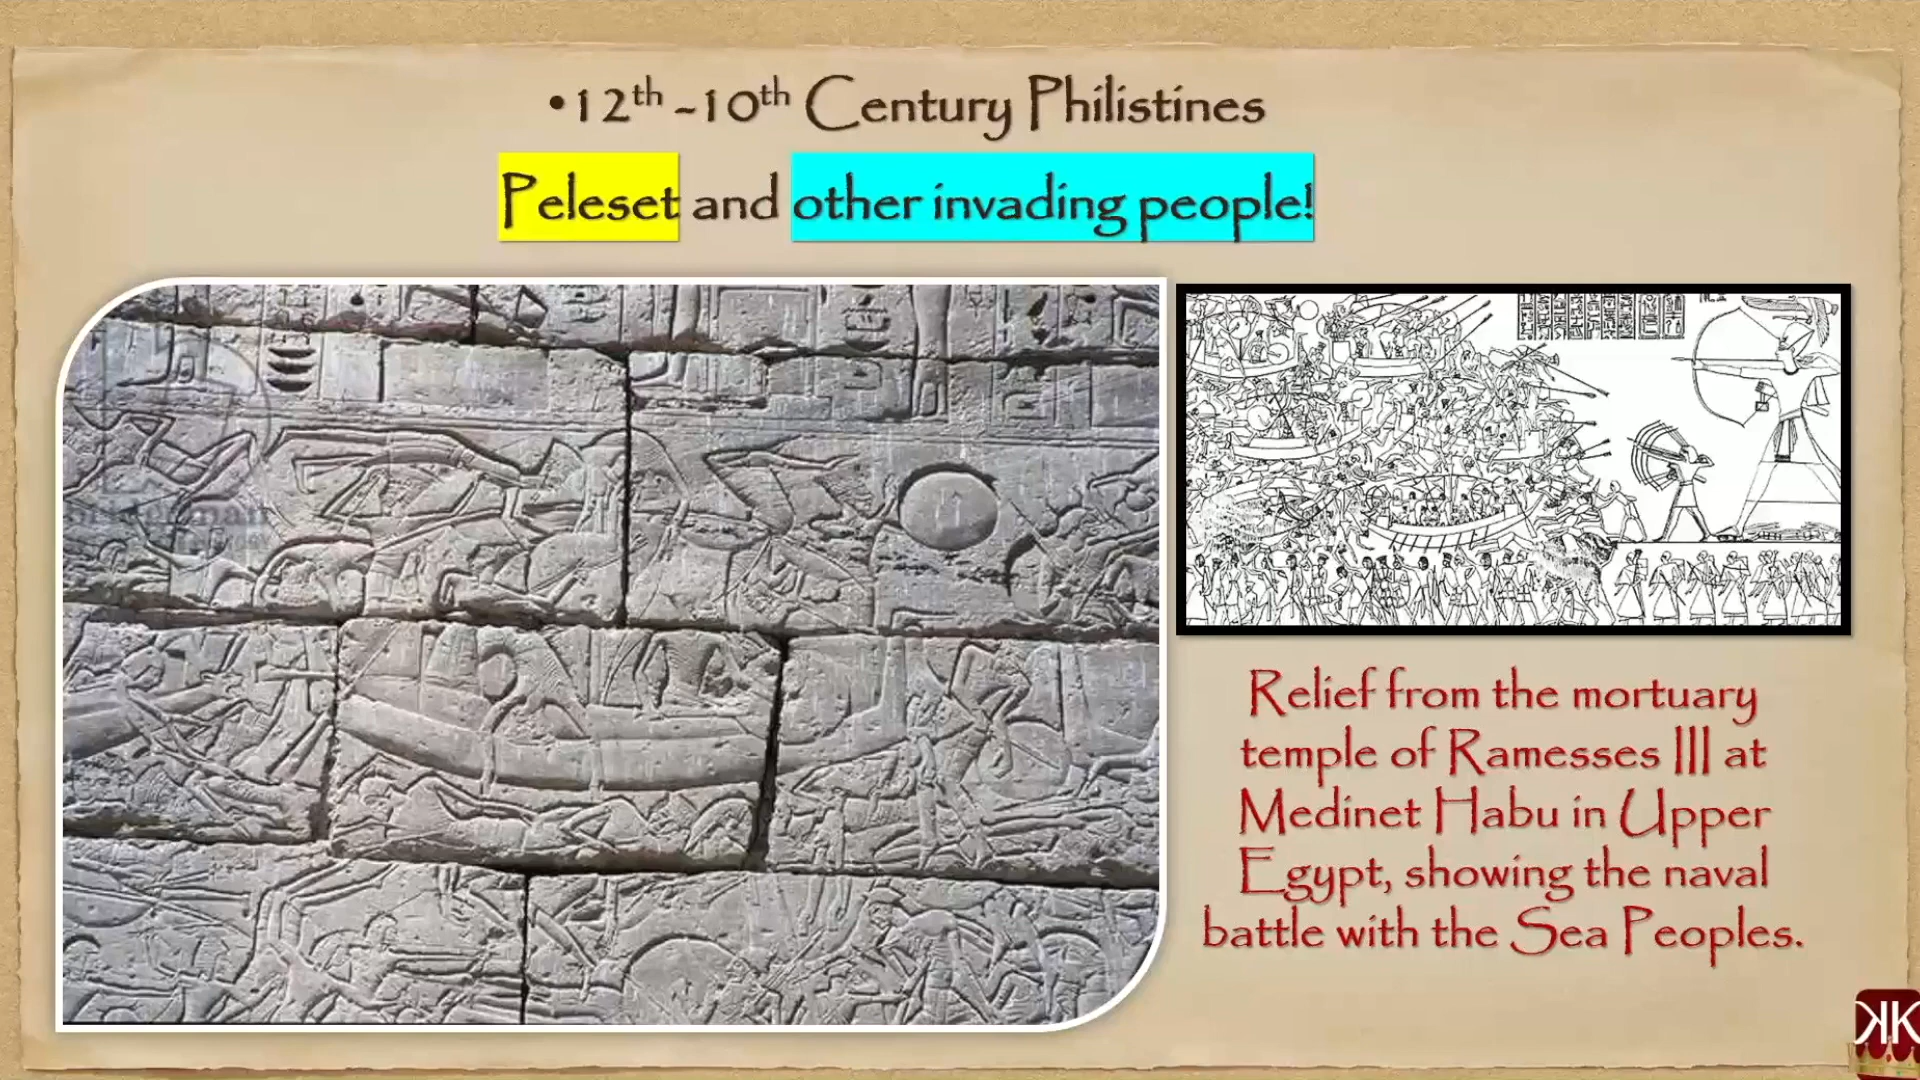 •12th -10th Century Philistines
Peleset and other invading people!
Relief from the mortuary
temple of Ramesses III at
Medinet Habu in Upper
Egypt, showing the naval
battle with the Sea Peoples.